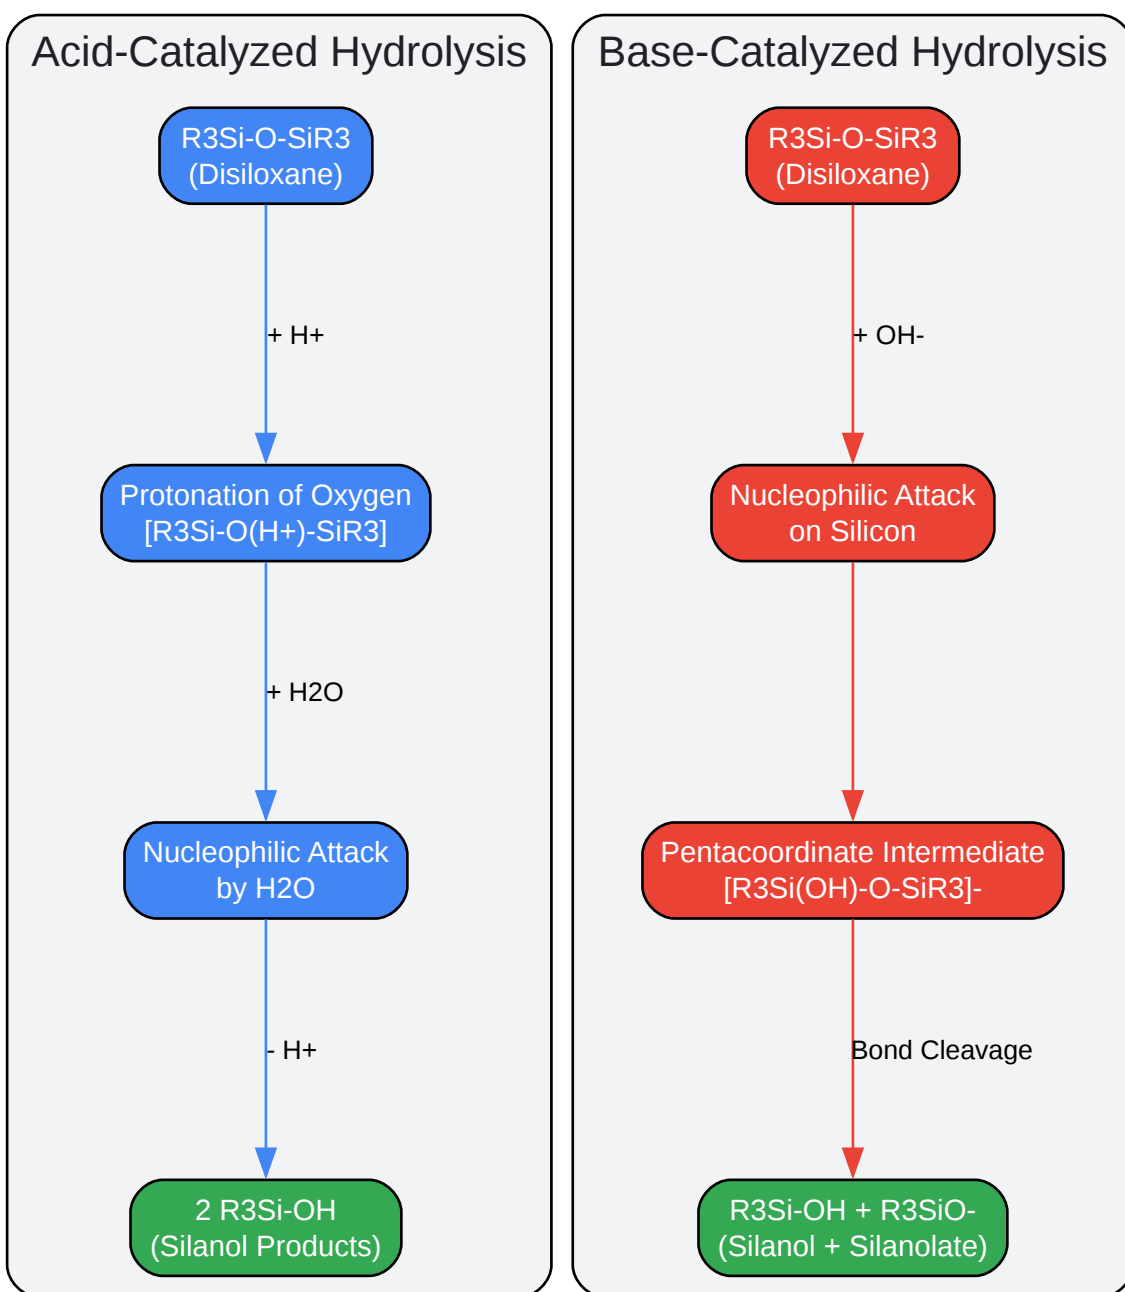 Acid-Catalyzed Hydrolysis
R3Si-O-SiR3
(Disiloxane)
+ H+
Protonation of Oxygen
[R3Si-O(H+)-SiR3]
+ H2O
Nucleophilic Attack
by H2O
- H+
2 R3Si-OH
(Silanol Products)
Base-Catalyzed Hydrolysis
R3Si-O-SiR3
(Disiloxane)
+ OH-
Nucleophilic Attack
on Silicon
Pentacoordinate Intermediate
[R3Si(OH)-O-SiR3]-
Bond Cleavage
R3Si-OH + R3SiO-
(Silanol + Silanolate)